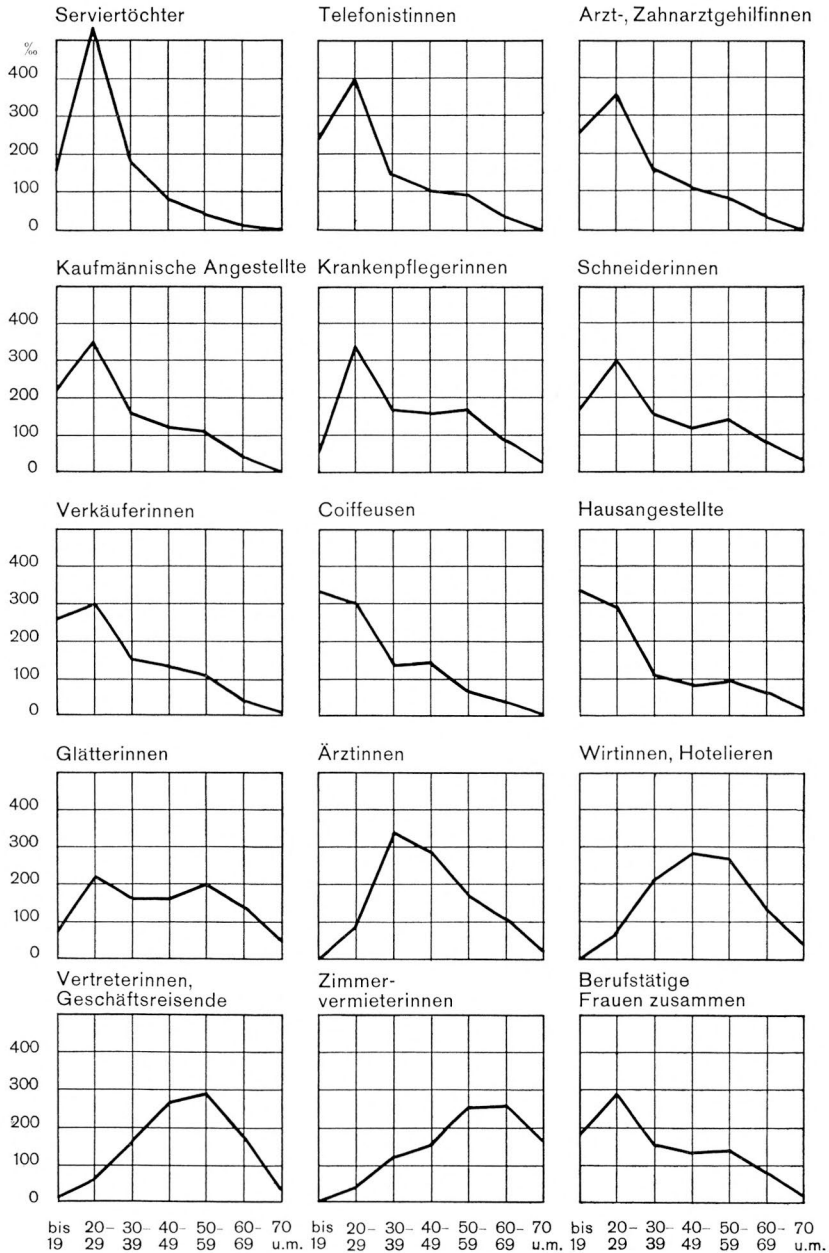 Serviertöchter
Telefonistinnen
Arzt-, Zahnarztgehilfinnen
‰
400
300
200
100
0
Kaufmännische Angestellte
Krankenpflegerinnen
Schneiderinnen
400
300
200
100
0
Verkäuferinnen
Coiffeusen
Hausangestellte
400
300
200
100
0
Glätterinnen
Ärztinnen
Wirtinnen, Hotelieren
400
300
200
100
0
Vertreterinnen,
Geschäftsreisende
Zimmer-
vermieterinnen
Berufstätige
Frauen zusammen
400
300
200
100
0
bis 20– 30– 40– 50– 60– 70
19 29 39 49 59 69 u.m.
bis 20– 30– 40– 50– 60– 70
19 29 39 49 59 69 u.m.
bis 20– 30– 40– 50– 60– 70
19 29 39 49 59 69 u.m.